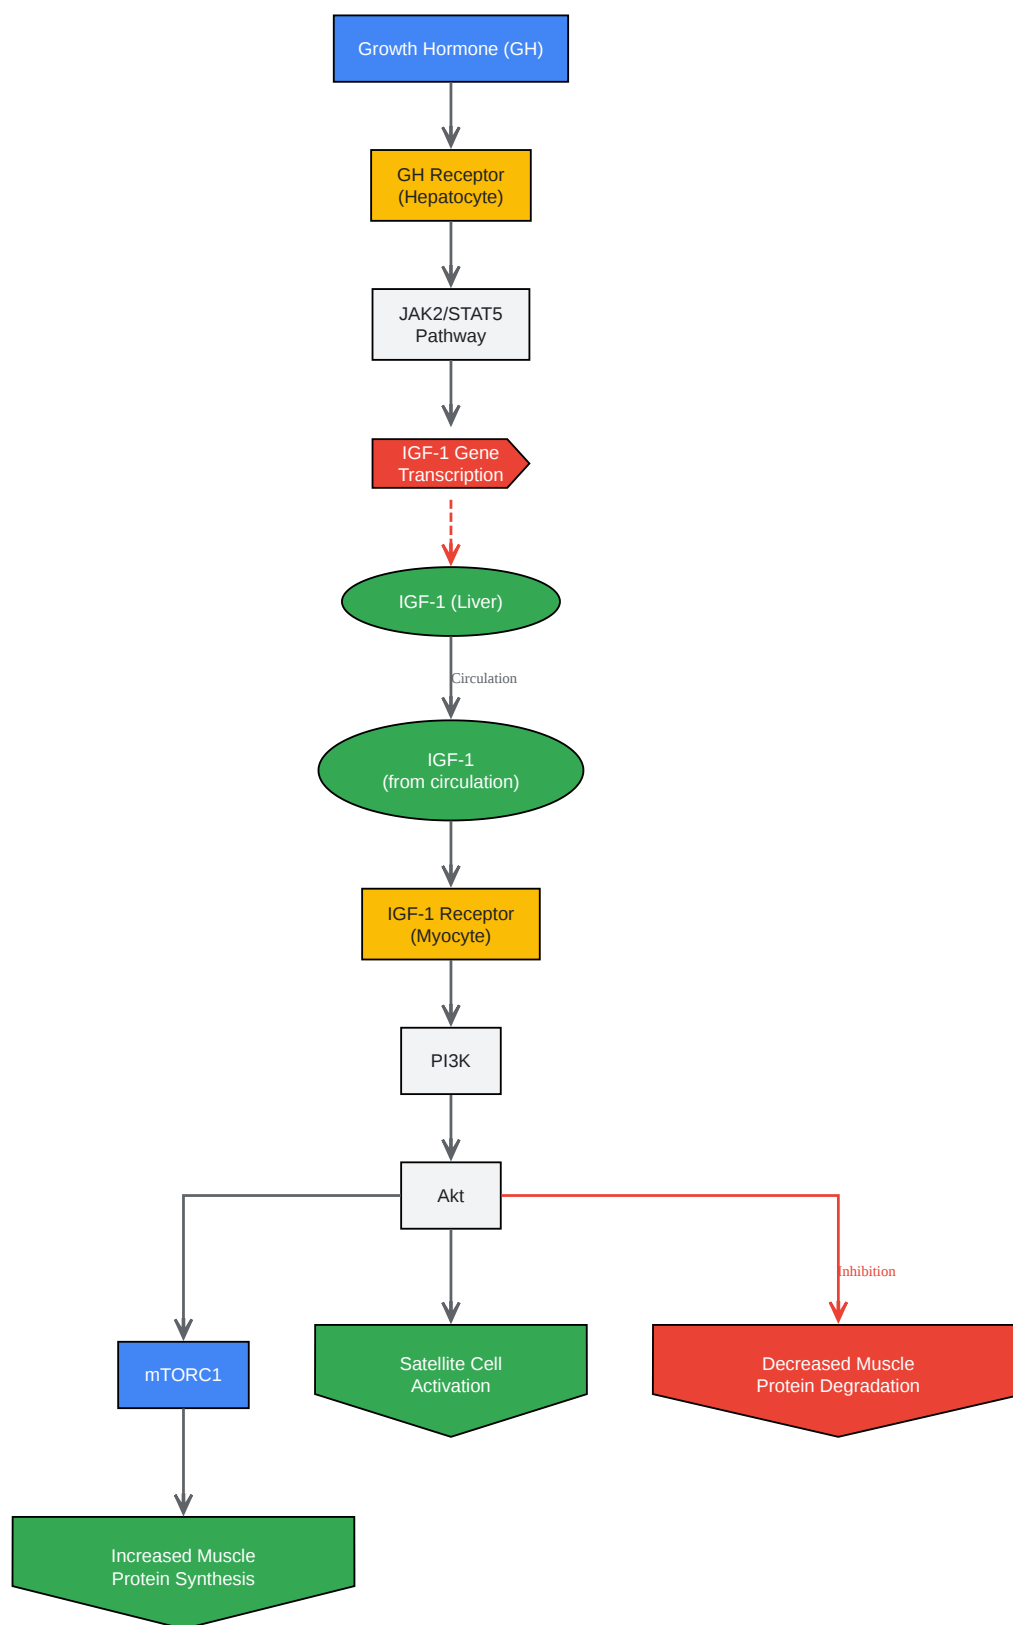 Growth Hormone (GH)
GH Receptor
(Hepatocyte)
JAK2/STAT5
Pathway
IGF-1 Gene
Transcription
IGF-1 (Liver)
Circulation
IGF-1
(from circulation)
IGF-1 Receptor
(Myocyte)
PI3K
Akt
Inhibition
mTORC1
Satellite Cell
Activation
Decreased Muscle
Protein Degradation
Increased Muscle
Protein Synthesis